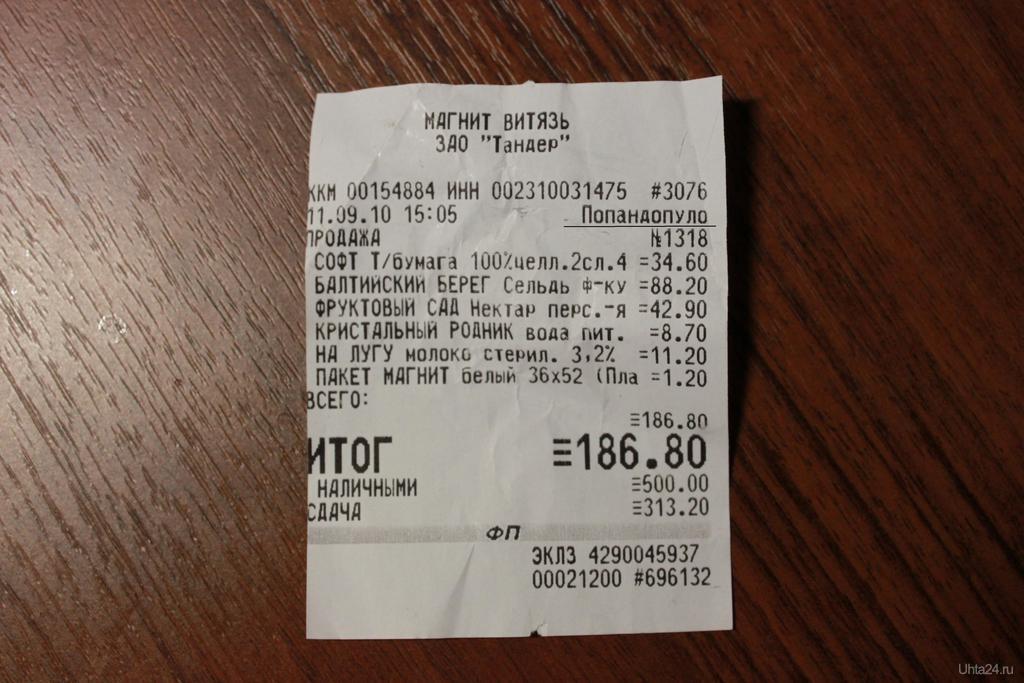 МАГНИТ ВИТЯЗЬ
ЗАО "Тандер"
ККМ 00154884 ИНН 002310031475 #3076
11.09.10 15:05 Попандопуло
ПРОДАЖА №1318
СОФТ Т/бумага 100%челл.2сл.4 =34.60
БАЛТИЙСКИЙ БЕРЕГ Сельдь ф-ку =88.20
ФРУКТОВЫЙ САД Нектар перс.-я =42.90
КРИСТАЛЬНЫЙ РОДНИК вода пит. =8.70
НА ЛУГУ молоко стерил. 3,2% =11.20
ПАКЕТ МАГНИТ белый 36х52 (Пла =1.20
ВСЕГО:
≡186.80
ИТОГ ≡186.80
НАЛИЧНЫМИ ≡500.00
СДАЧА ≡313.20
ФП
ЭКЛЗ 4290045937
00021200 #696132
Uhta24.ru